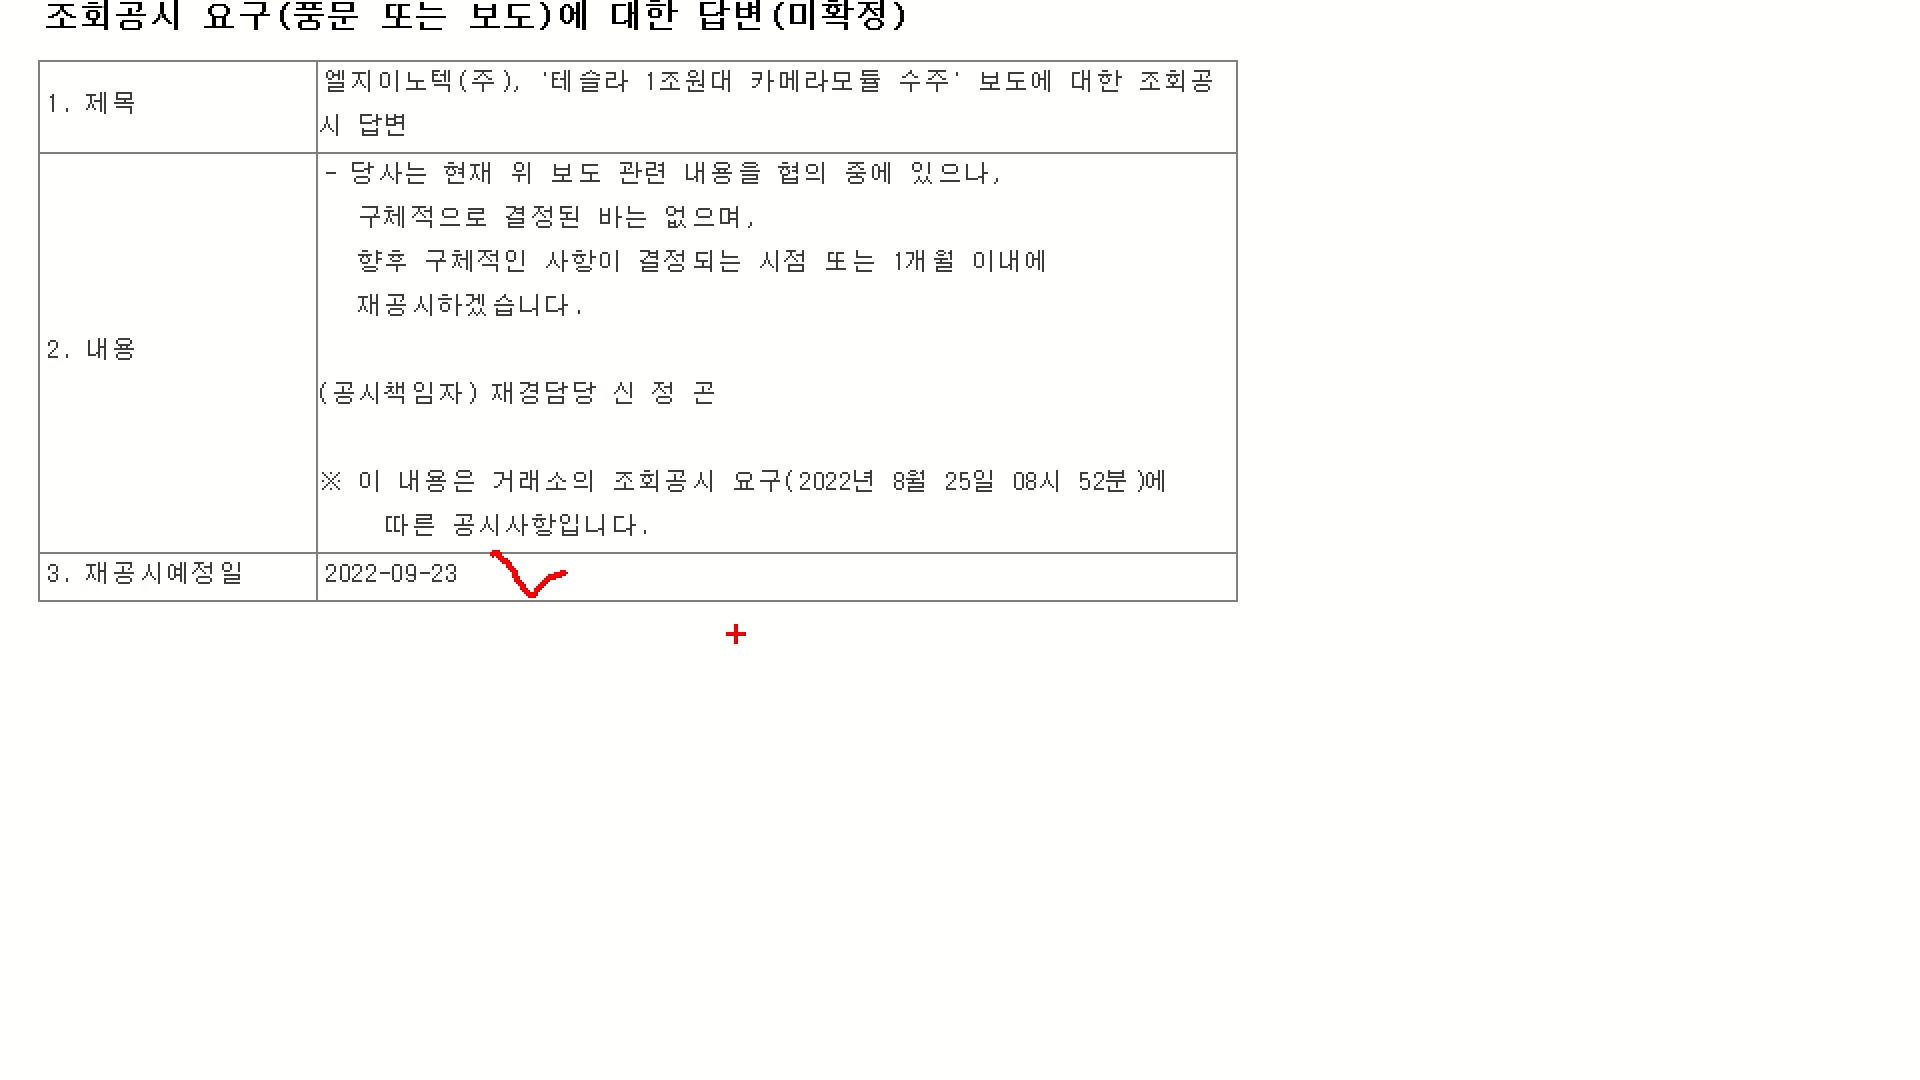 조회공시 요구(풍문 또는 보도)에 대한 답변(미확정)
1. 제목
엘지이노텍(주), '테슬라 1조원대 카메라모듈 수주' 보도에 대한 조회공
시 답변
2. 내용
- 당사는 현재 위 보도 관련 내용을 협의 중에 있으나,
구체적으로 결정된 바는 없으며,
향후 구체적인 사항이 결정되는 시점 또는 1개월 이내에
재공시하겠습니다.
(공시책임자) 재경담당 신 정 곤
※ 이 내용은 거래소의 조회공시 요구(2022년 8월 25일 08시 52분)에
따른 공시사항입니다.
3. 재공시예정일
2022-09-23